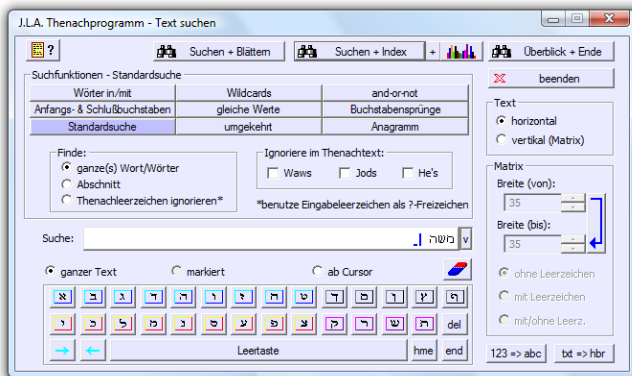 J.L.A. Thenachprogramm - Text suchen
? Suchen + Blättern Suchen + Index + Überblick + Ende
Suchfunktionen - Standardsuche
Wörter in/mit Wildcards and-or-not
Anfangs- & Schlußbuchstaben gleiche Werte Buchstabensprünge
Standardsuche umgekehrt Anagramm
Finde:
ganze(s) Wort/Wörter
Abschnitt
Thenachleerzeichen ignorieren*
Ignoriere im Thenachtext:
Waws Jods He's
*benutze Eingabeleerzeichen als ?-Freizeichen
beenden
Text
horizontal
vertikal (Matrix)
Matrix
Breite (von):
35
Breite (bis):
35
ohne Leerzeichen
mit Leerzeichen
mit/ohne Leerz.
Suche: משה v
ganzer Text markiert ab Cursor
א ב ג ד ה ו ז ח ט ך ם ן ץ ף
י כ ל מ נ ס ע פ צ ק ר ש ת del
→ ← Leertaste hme end
123 => abc txt => hbr